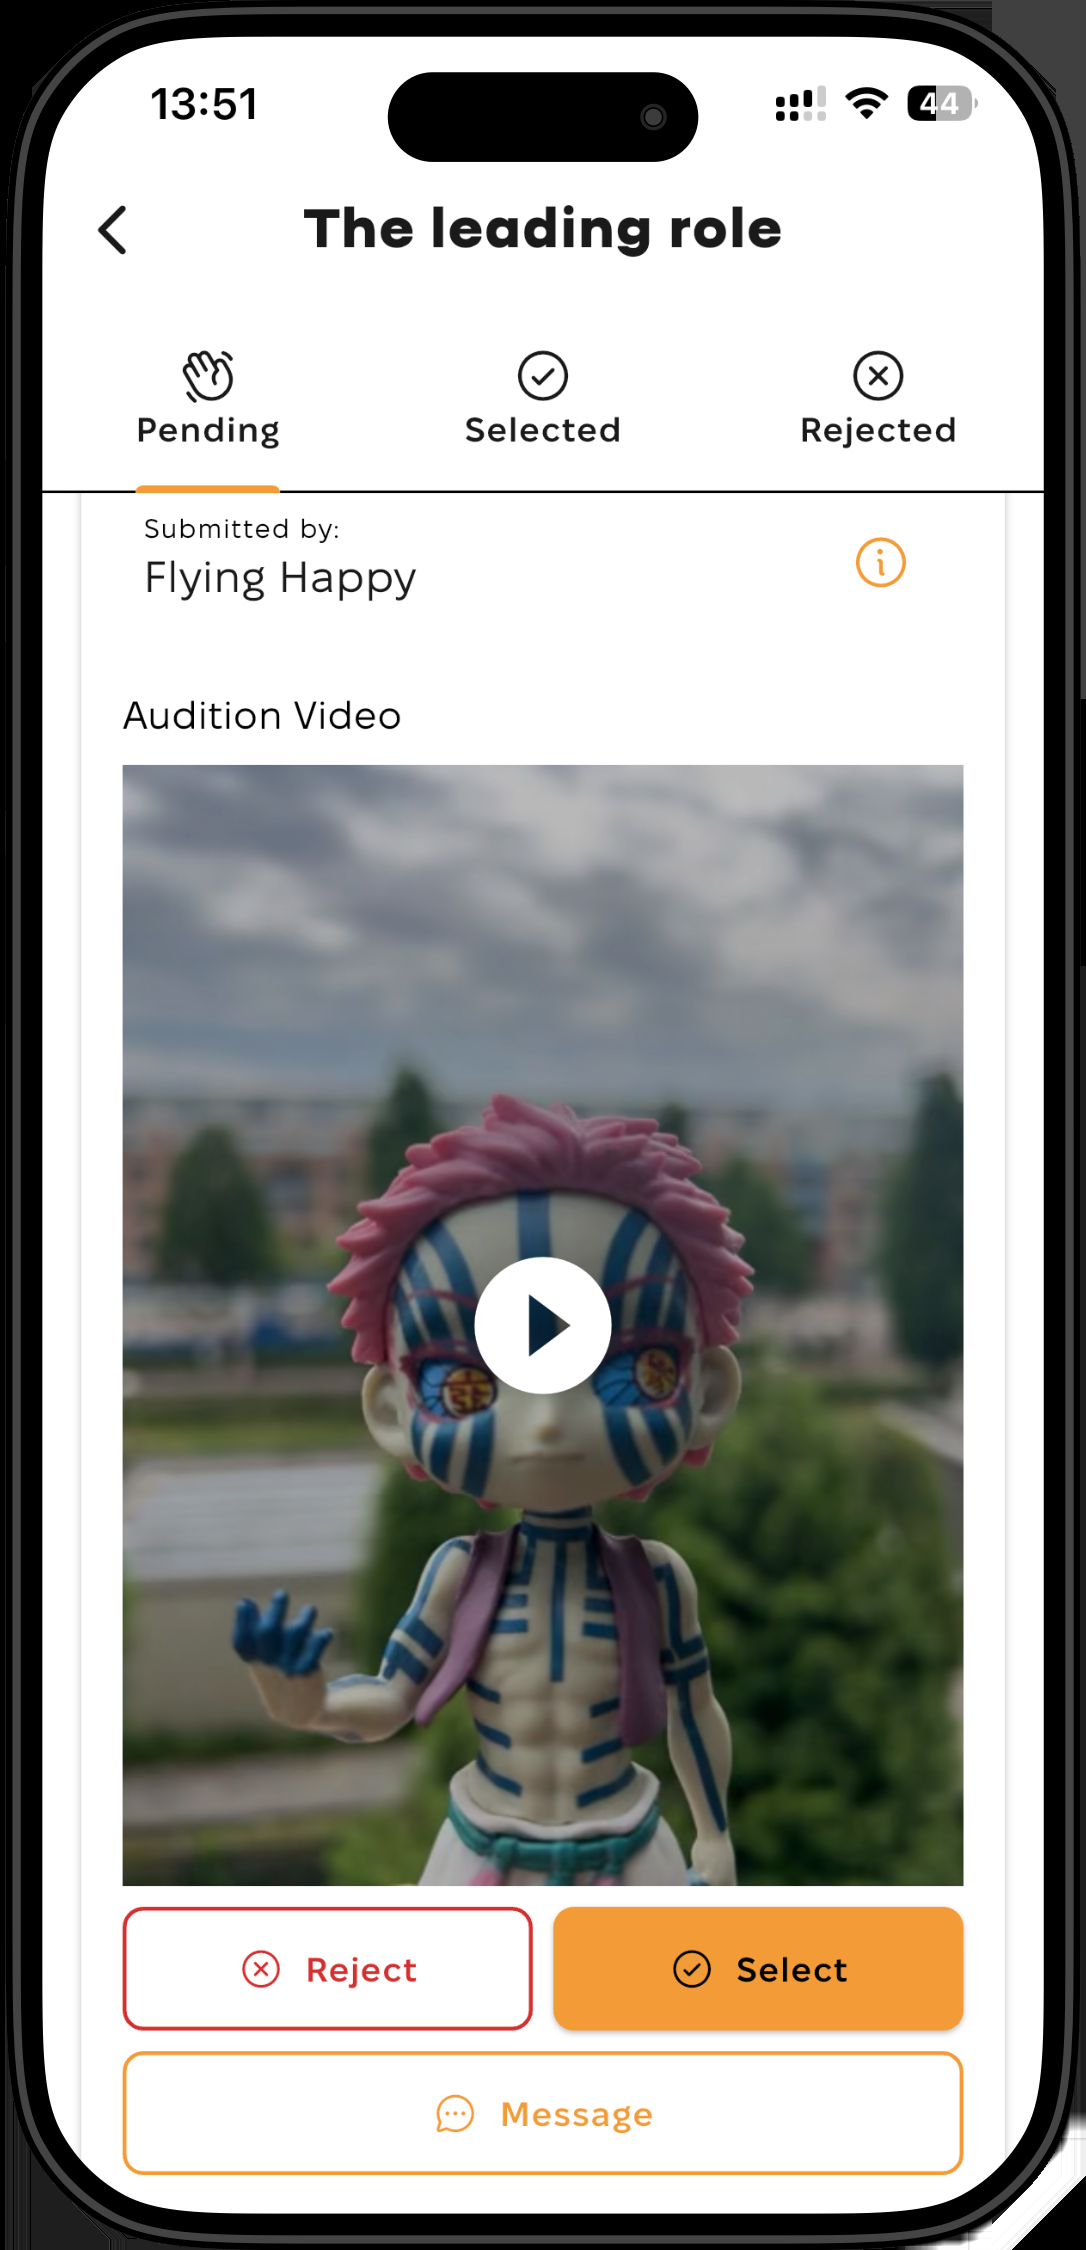 13:51
44
The leading role
Pending
Selected
Rejected
Submitted by:
Flying Happy
Audition Video
Reject
Select
Message